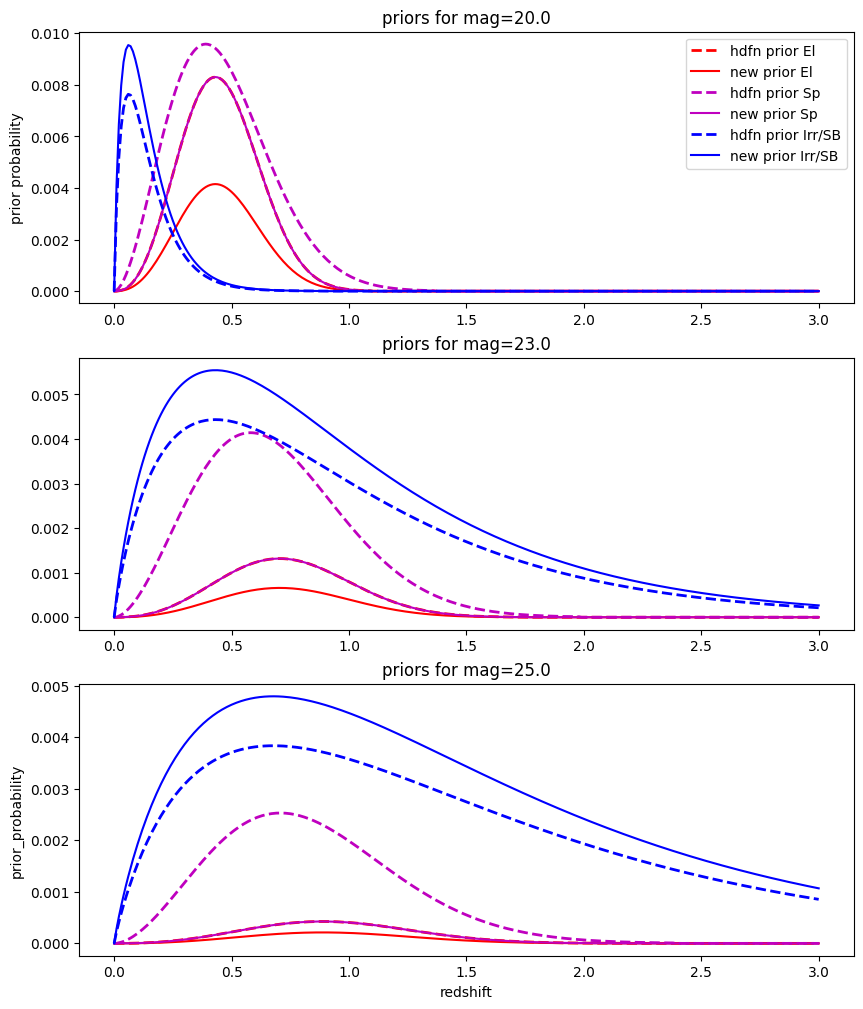 priors for mag=20.0
prior probability
0.010
0.008
0.006
0.004
0.002
0.000
hdfn prior El
new prior El
hdfn prior Sp
new prior Sp
hdfn prior Irr/SB
new prior Irr/SB
0.0 0.5 1.0 1.5 2.0 2.5 3.0
priors for mag=23.0
0.005
0.004
0.003
0.002
0.001
0.000
0.0 0.5 1.0 1.5 2.0 2.5 3.0
priors for mag=25.0
prior_probability
0.005
0.004
0.003
0.002
0.001
0.000
0.0 0.5 1.0 1.5 2.0 2.5 3.0
redshift